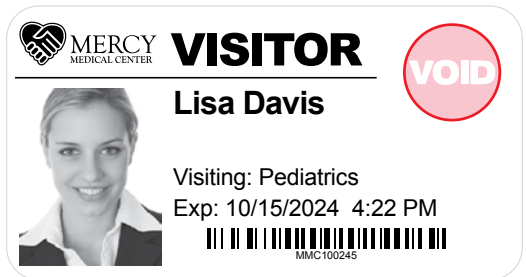 MERCY
MEDICAL CENTER
VISITOR
VOID
Lisa Davis
Visiting: Pediatrics
Exp: 10/15/2024 4:22 PM
MMC100245